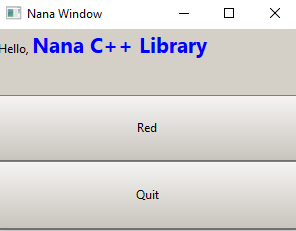 Nana Window
Hello, Nana C++ Library
Red
Quit